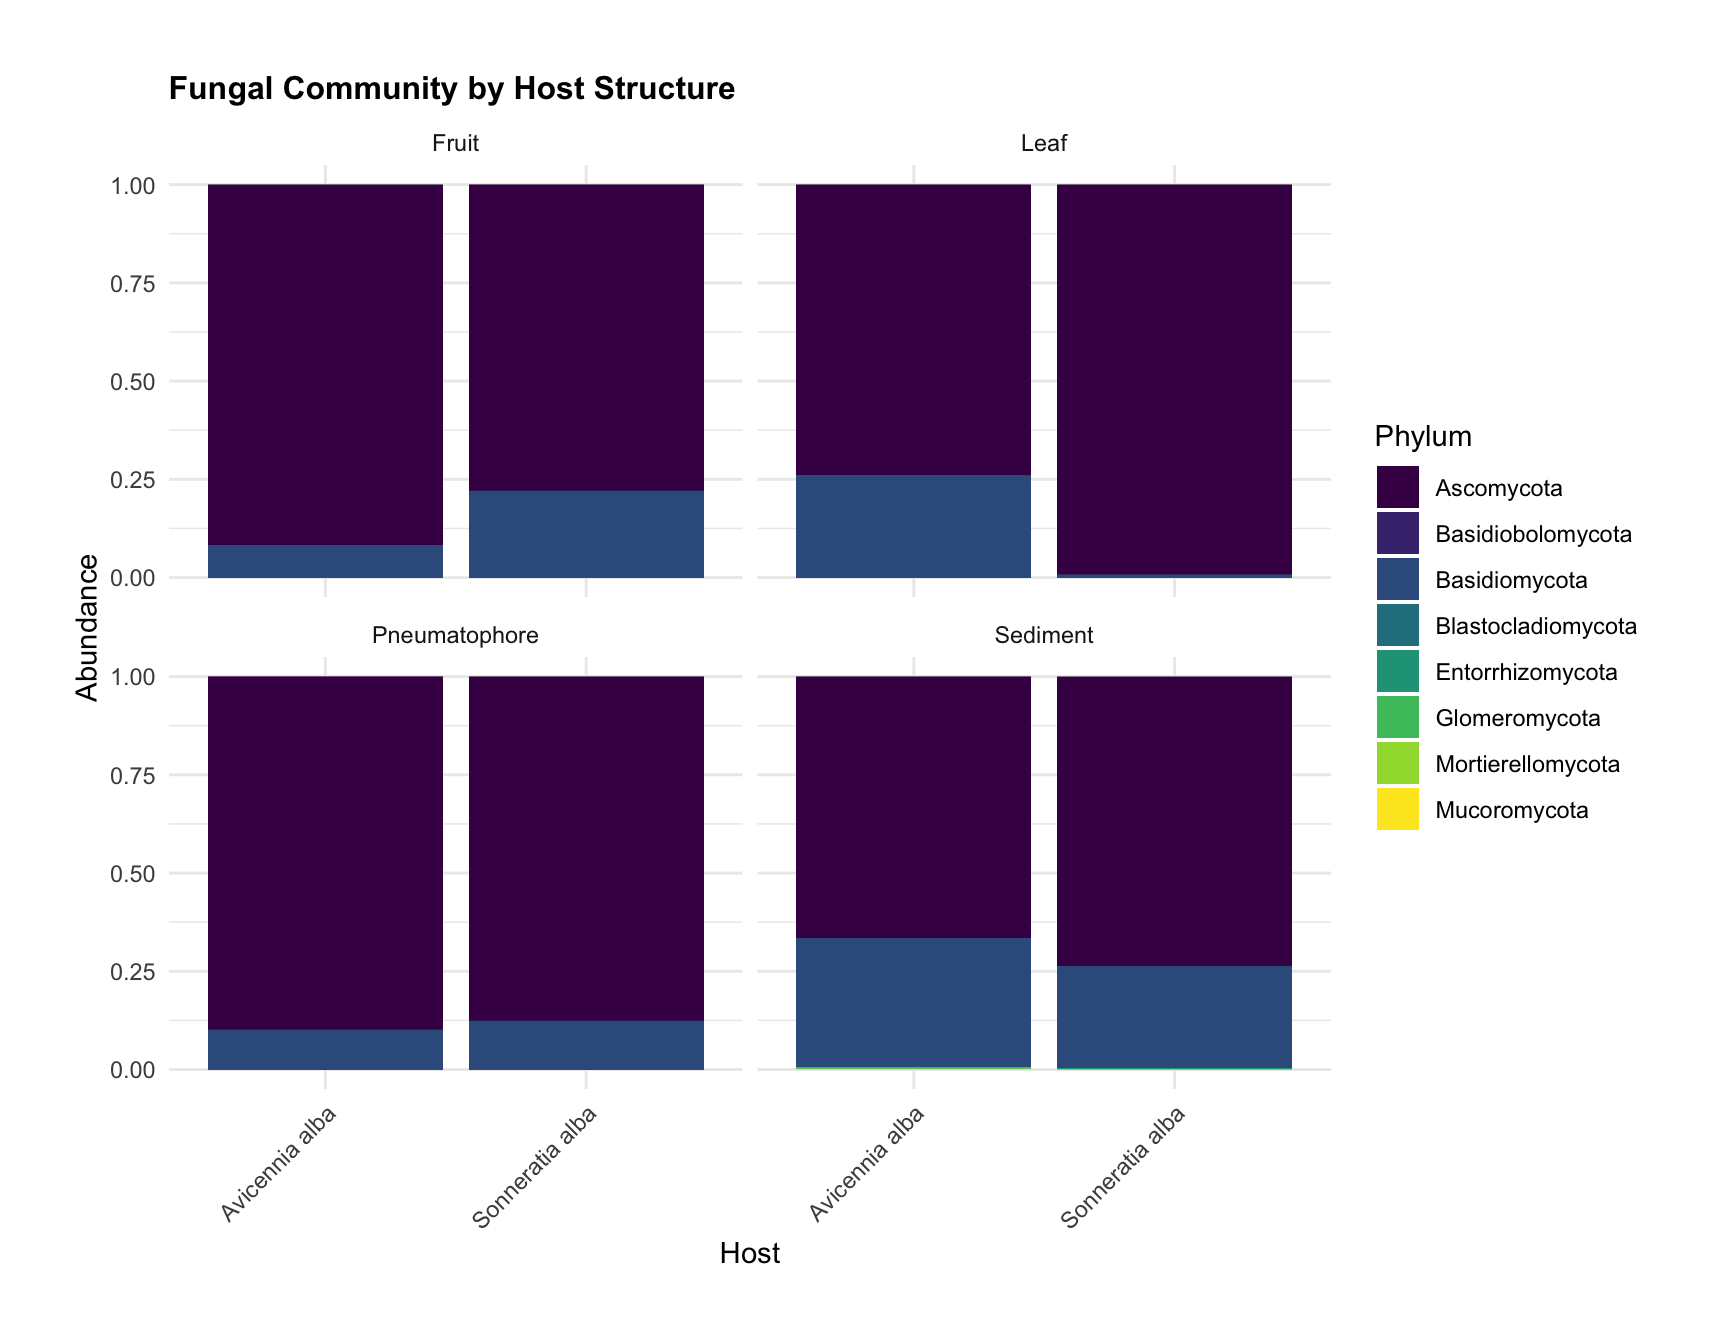 Fungal Community by Host Structure
Fruit
Leaf
1.00
0.75
0.50
0.25
0.00
Pneumatophore
Sediment
1.00
0.75
0.50
0.25
0.00
Abundance
Avicennia alba
Sonneratia alba
Avicennia alba
Sonneratia alba
Host
Phylum
Ascomycota
Basidiobolomycota
Basidiomycota
Blastocladiomycota
Entorrhizomycota
Glomeromycota
Mortierellomycota
Mucoromycota